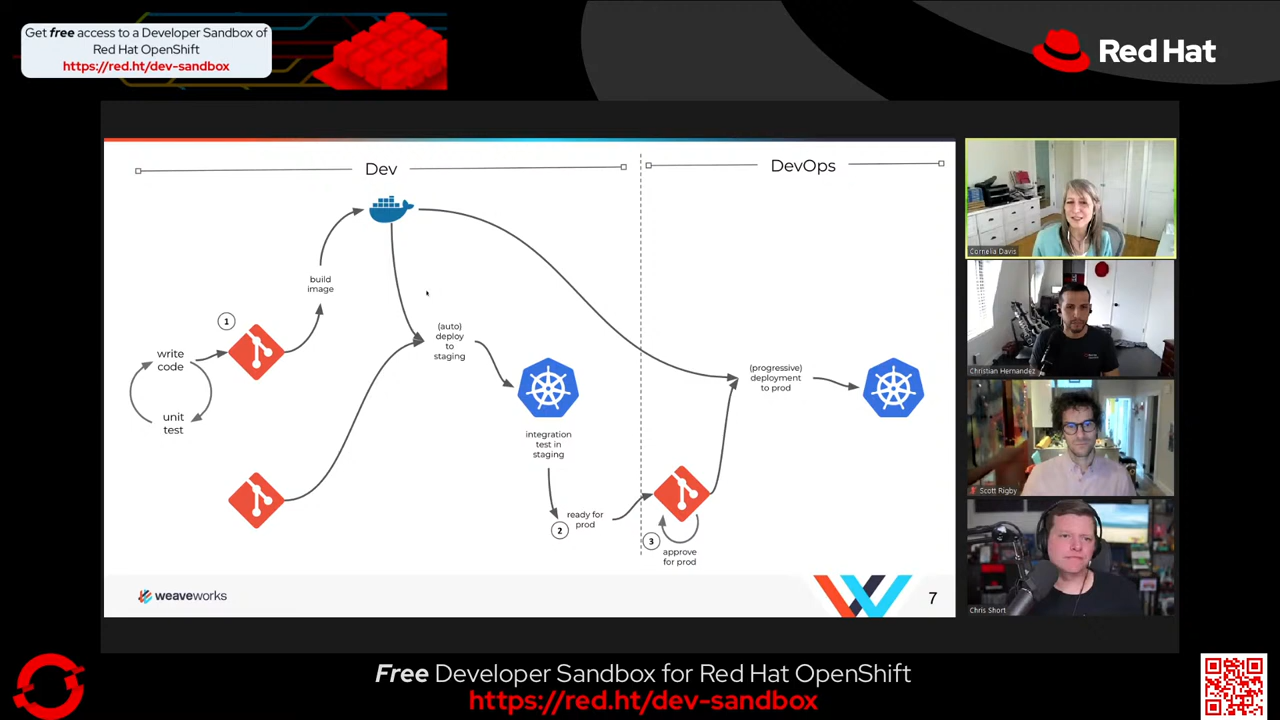 Get free access to a Developer Sandbox of
Red Hat OpenShift
https://red.ht/dev-sandbox
Red Hat
Dev
DevOps
build
image
1
write
code
unit
test
(auto)
deploy
to
staging
integration
test in
staging
2
ready for
prod
3
approve
for prod
(progressive)
deployment
to prod
weaveworks
7
Cornelia Davis
Christian Hernandez
Scott Rigby
Chris Short
Free Developer Sandbox for Red Hat OpenShift
https://red.ht/dev-sandbox